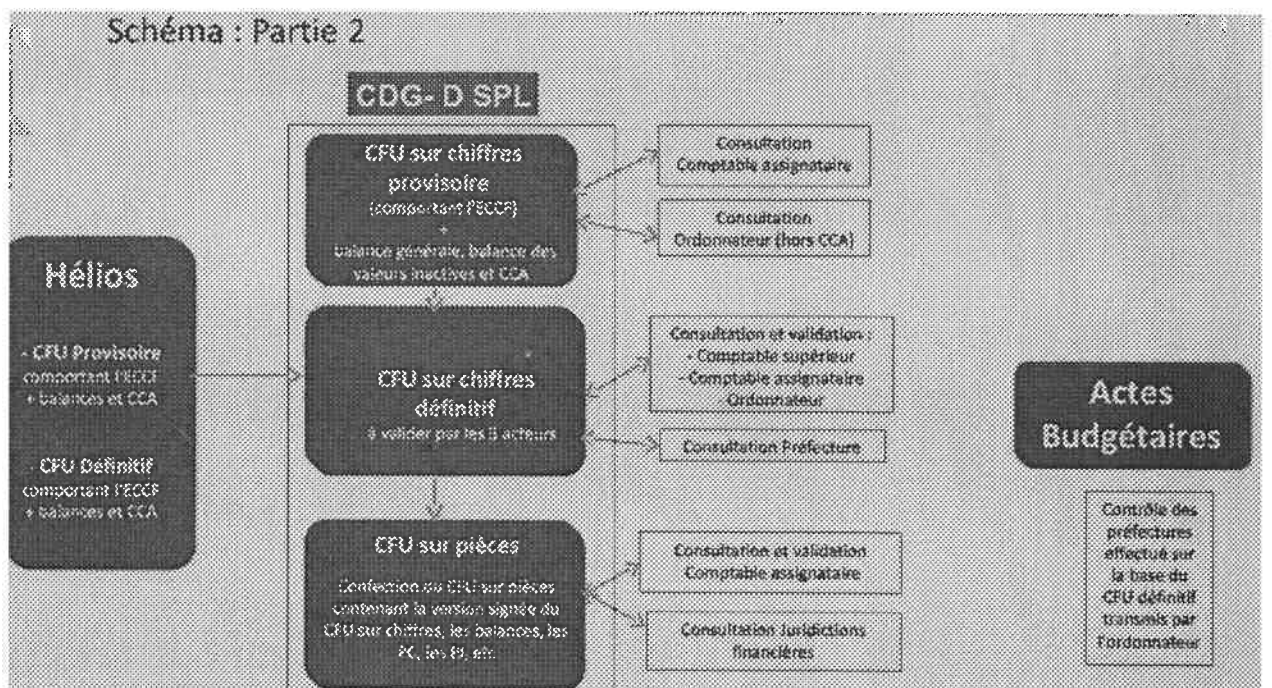 Schéma : Partie 2
CDG- D SPL
Hélios
- CFU Provisoire
comportant l'ECCF
+ balances et CCA
- CFU Définitif
comportant l'ECCF
+ balances et CCA
CFU sur chiffres
provisoire
(comportant l'ECCF)
+
balance générale, balance des
valeurs inactives et CCA
CFU sur chiffres
définitif
à valider par les 3 acteurs
CFU sur pièces
Confection du CFU sur pièces
contenant la version signée du
CFU sur chiffres, les balances, les
PC, les PJ, etc
Consultation
Comptable assignataire
Consultation
Ordonnateur (hors CCA)
Consultation et validation :
- Comptable supérieur
- Comptable assignataire
- Ordonnateur
Consultation Préfecture
Consultation et validation
Comptable assignataire
Consultation Juridictions
financières
Actes
Budgétaires
Contrôle des
préfectures
effectué sur
la base du
CFU définitif
transmis par
l'ordonnateur